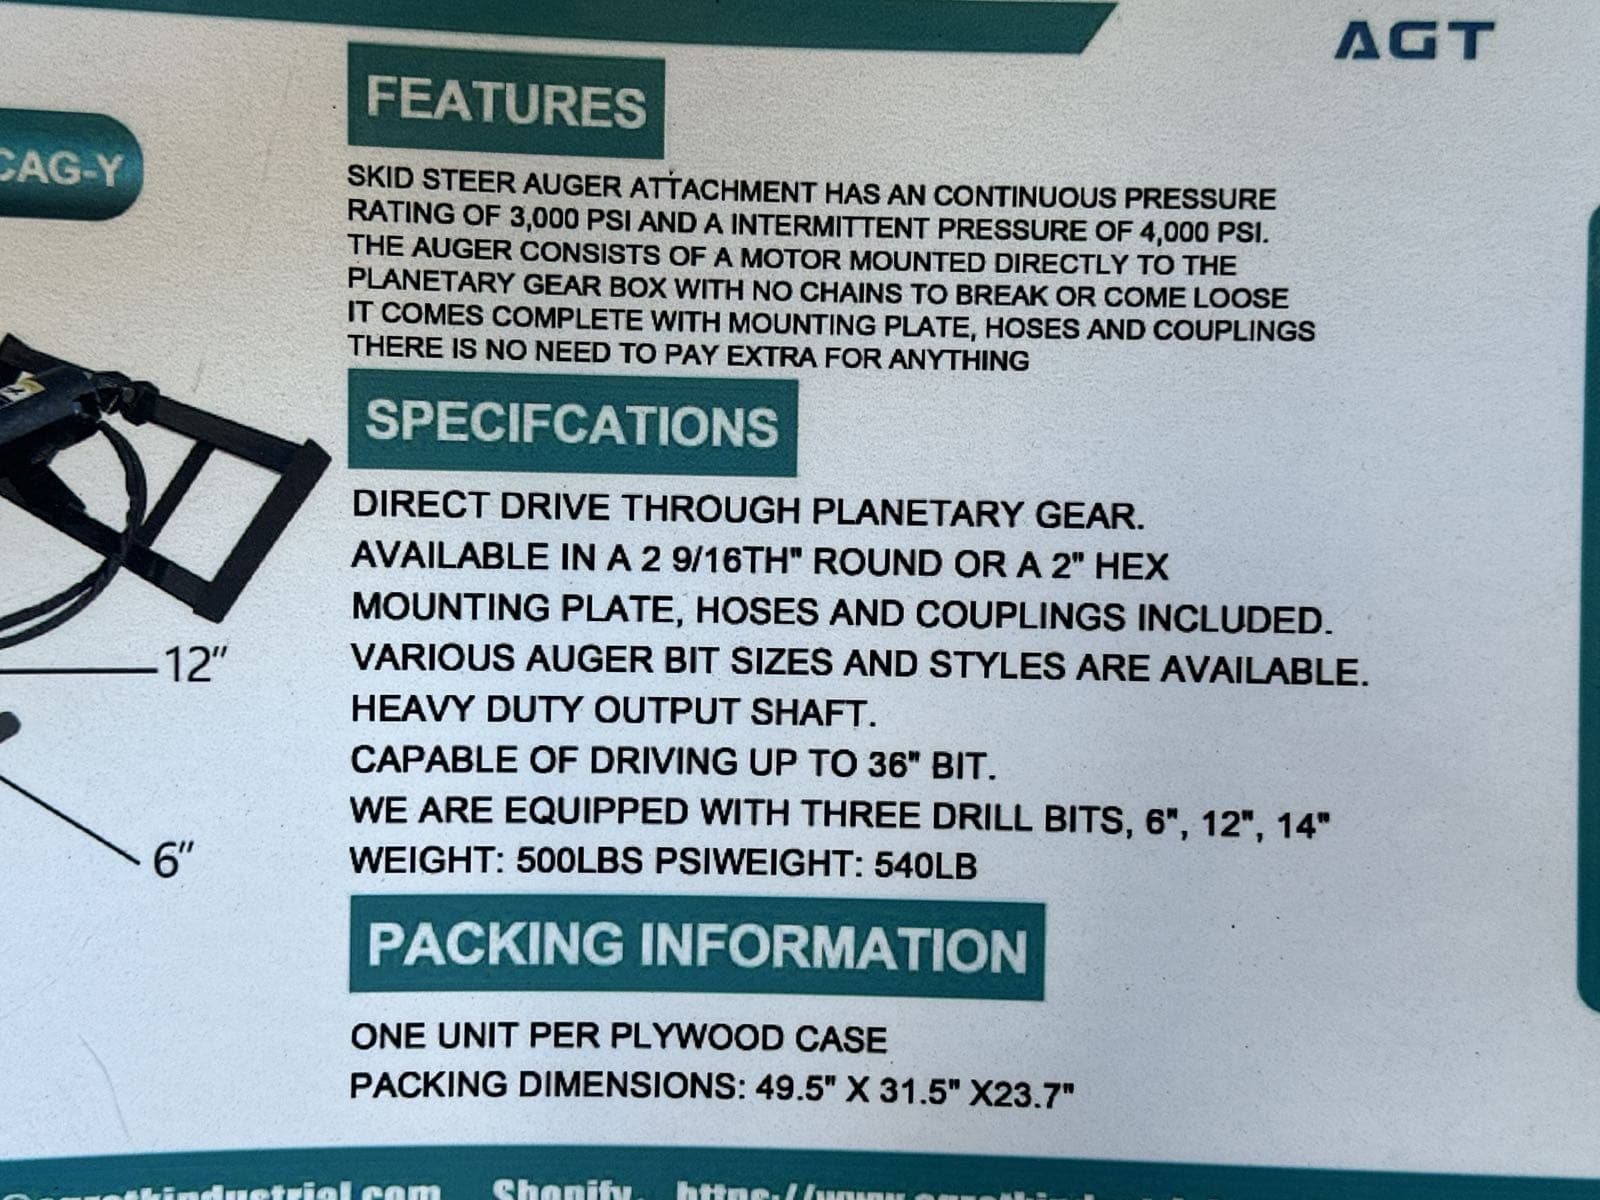 AGT
FEATURES
CAG-Y
SKID STEER AUGER ATTACHMENT HAS AN CONTINUOUS PRESSURE
RATING OF 3,000 PSI AND A INTERMITTENT PRESSURE OF 4,000 PSI.
THE AUGER CONSISTS OF A MOTOR MOUNTED DIRECTLY TO THE
PLANETARY GEAR BOX WITH NO CHAINS TO BREAK OR COME LOOSE
IT COMES COMPLETE WITH MOUNTING PLATE, HOSES AND COUPLINGS
THERE IS NO NEED TO PAY EXTRA FOR ANYTHING
SPECIFCATIONS
DIRECT DRIVE THROUGH PLANETARY GEAR.
AVAILABLE IN A 2 9/16TH" ROUND OR A 2" HEX
MOUNTING PLATE, HOSES AND COUPLINGS INCLUDED.
VARIOUS AUGER BIT SIZES AND STYLES ARE AVAILABLE.
12"
HEAVY DUTY OUTPUT SHAFT.
CAPABLE OF DRIVING UP TO 36" BIT.
WE ARE EQUIPPED WITH THREE DRILL BITS, 6", 12", 14"
6"
WEIGHT: 500LBS PSIWEIGHT: 540LB
PACKING INFORMATION
ONE UNIT PER PLYWOOD CASE
PACKING DIMENSIONS: 49.5" X 31.5" X23.7"
Shopify